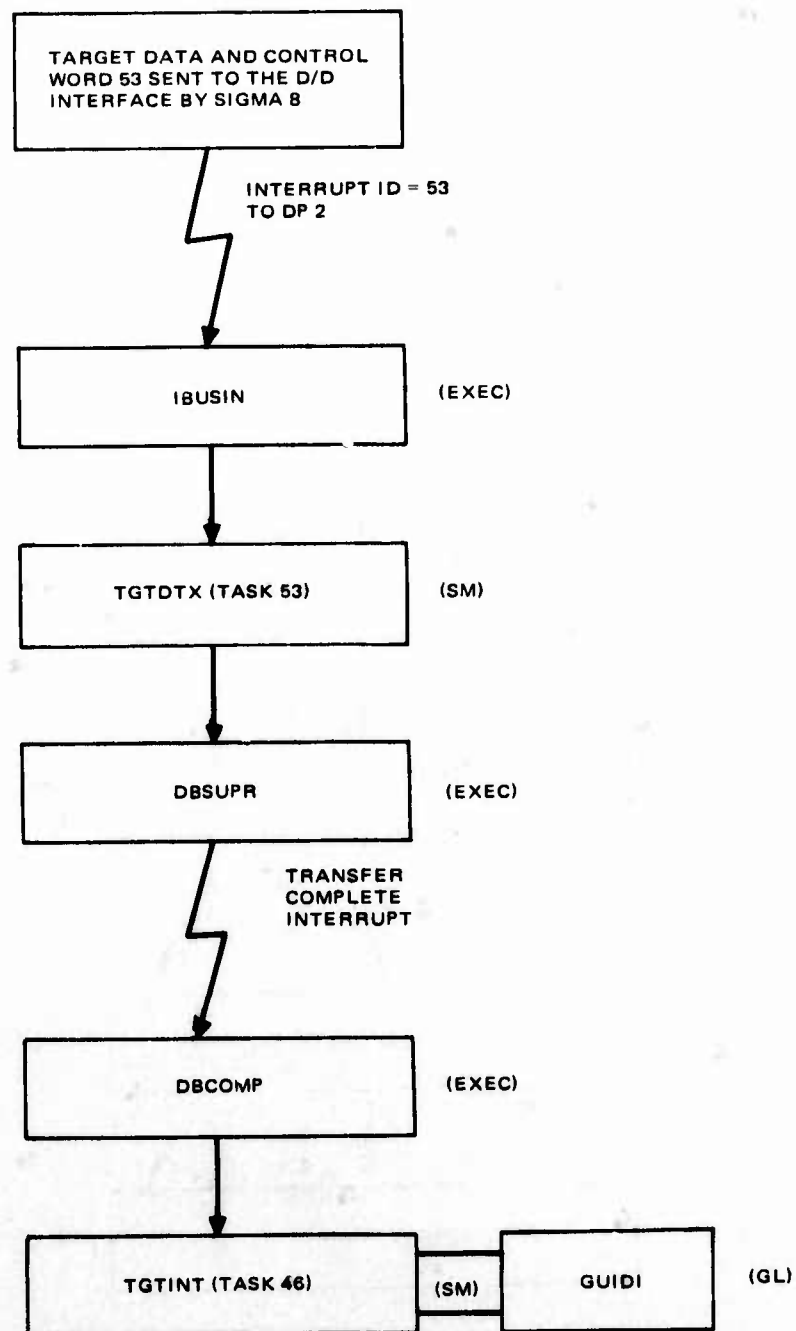 TARGET DATA AND CONTROL
WORD 53 SENT TO THE D/D
INTERFACE BY SIGMA 8
INTERRUPT ID = 53
TO DP 2
IBUSIN
(EXEC)
TGTDTX (TASK 53)
(SM)
DBSUPR
(EXEC)
TRANSFER
COMPLETE
INTERRUPT
DBCOMP
(EXEC)
TGTINT (TASK 46)
(SM)
GUIDI
(GL)